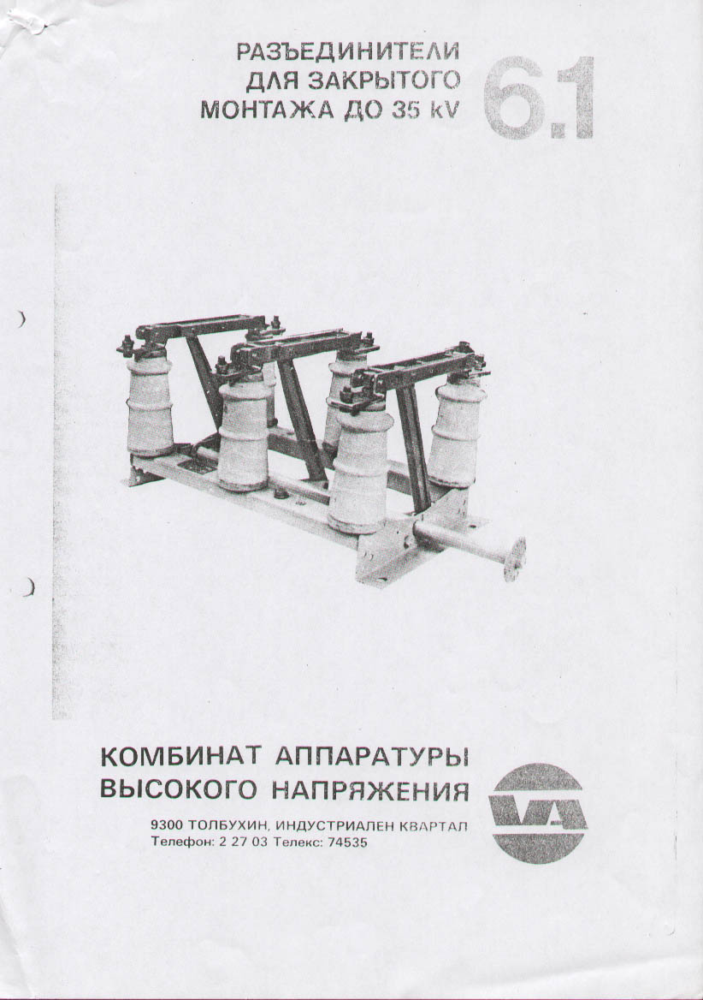 РАЗЪЕДИНИТЕЛИ
ДЛЯ ЗАКРЫТОГО
МОНТАЖА ДО 35 kV
6.1
КОМБИНАТ АППАРАТУРЫ
ВЫСОКОГО НАПРЯЖЕНИЯ
9300 ТОЛБУХИН, ИНДУСТРИАЛЕН КВАРТАЛ
Телефон: 2 27 03 Телекс: 74535
VA